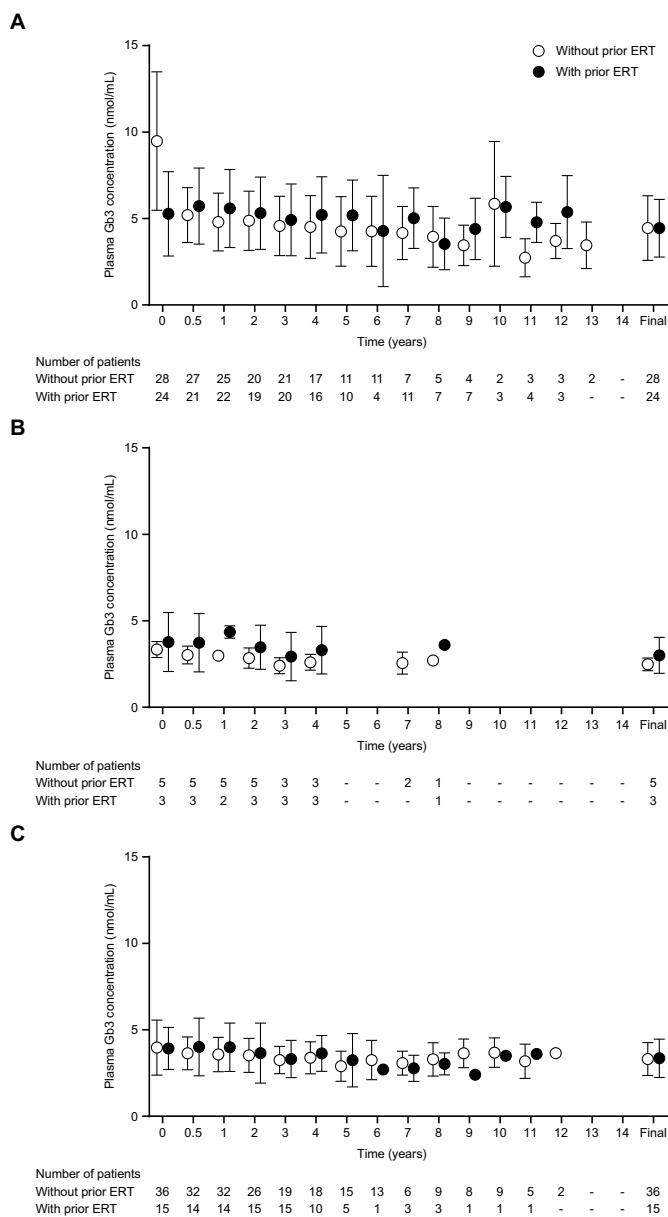 A
15
Without prior ERT
With prior ERT
10
Plasma Gb3 concentration (nmol/mL)
5
0
0 0.5 1 2 3 4 5 6 7 8 9 10 11 12 13 14 Final
Time (years)
Number of patients
Without prior ERT 28 27 25 20 21 17 11 11 7 5 4 2 3 3 2 - 28
With prior ERT 24 21 22 19 20 16 10 4 11 7 7 3 4 3 - - 24
B
15
10
Plasma Gb3 concentration (nmol/mL)
5
0
0 0.5 1 2 3 4 5 6 7 8 9 10 11 12 13 14 Final
Time (years)
Number of patients
Without prior ERT 5 5 5 5 3 3 - - 2 1 - - - - - - 5
With prior ERT 3 3 2 3 3 3 - - - 1 - - - - - - 3
C
15
10
Plasma Gb3 concentration (nmol/mL)
5
0
0 0.5 1 2 3 4 5 6 7 8 9 10 11 12 13 14 Final
Time (years)
Number of patients
Without prior ERT 36 32 32 26 19 18 15 13 6 9 8 9 5 2 - - 36
With prior ERT 15 14 14 15 15 10 5 1 3 3 1 1 1 - - - 15